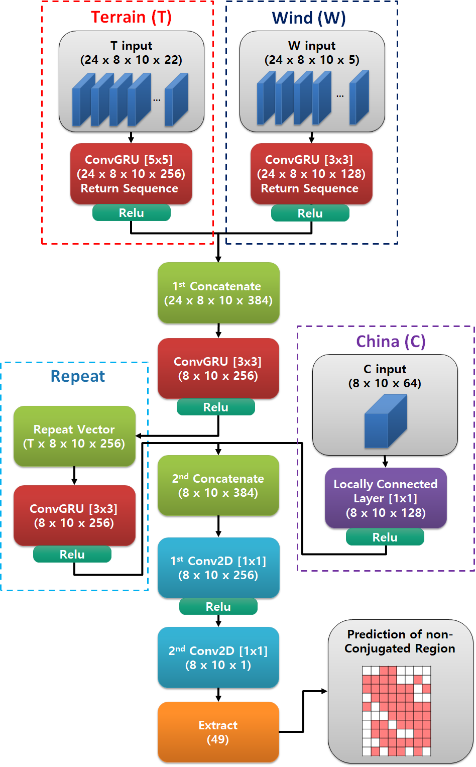 Terrain (T)
T input
(24 x 8 x 10 x 22)
...
ConvGRU [5x5]
(24 x 8 x 10 x 256)
Return Sequence
Relu
Wind (W)
W input
(24 x 8 x 10 x 5)
...
ConvGRU [3x3]
(24 x 8 x 10 x 128)
Return Sequence
Relu
1st Concatenate
(24 x 8 x 10 x 384)
ConvGRU [3x3]
(8 x 10 x 256)
Relu
Repeat
Repeat Vector
(T x 8 x 10 x 256)
ConvGRU [3x3]
(8 x 10 x 256)
Relu
China (C)
C input
(8 x 10 x 64)
Locally Connected
Layer [1x1]
(8 x 10 x 128)
Relu
2nd Concatenate
(8 x 10 x 384)
1st Conv2D [1x1]
(8 x 10 x 256)
Relu
2nd Conv2D [1x1]
(8 x 10 x 1)
Extract
(49)
Prediction of non-
Conjugated Region